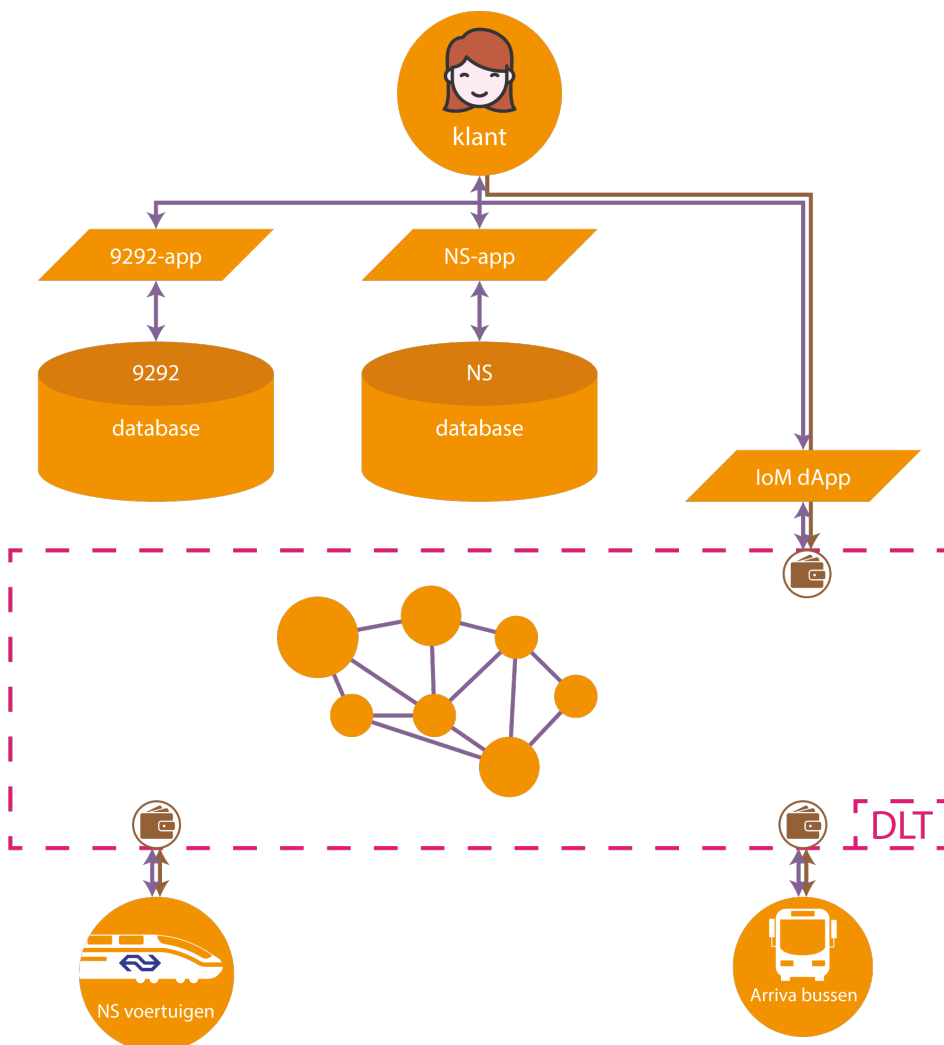 klant
9292-app
NS-app
9292
database
NS
database
IoM dApp
DLT
NS voertuigen
Arriva bussen